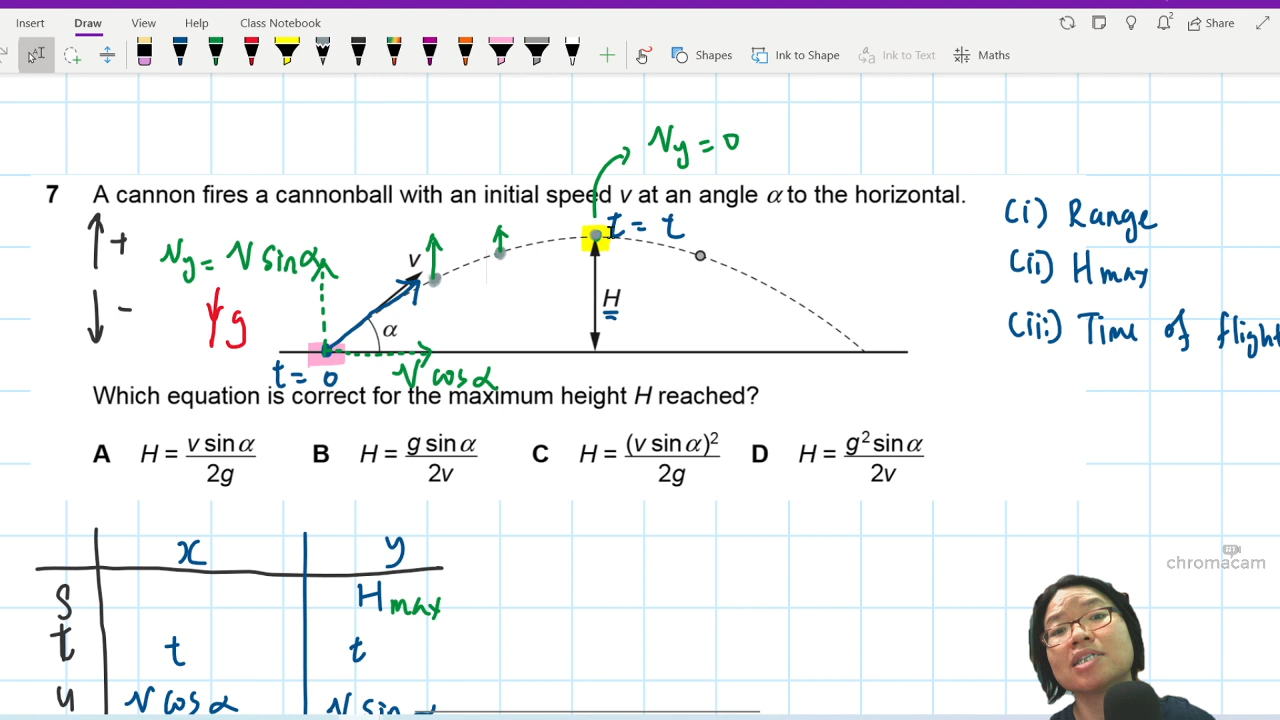 Insert Draw View Help Class Notebook Share
Shapes Ink to Shape Ink to Text Maths
Vy = 0
7 A cannon fires a cannonball with an initial speed v at an angle α to the horizontal.
t = t
(i) Range
+
Vy = V sinα
v
(ii) Hmax
−
g
α
H
(iii) Time of flight
t = 0
V cosα
Which equation is correct for the maximum height H reached?
A H = v sin α / 2g B H = g sin α / 2v C H = (v sin α)² / 2g D H = g² sin α / 2v
x y
s Hmax
t t t
u V cosα V sin α
chromacam